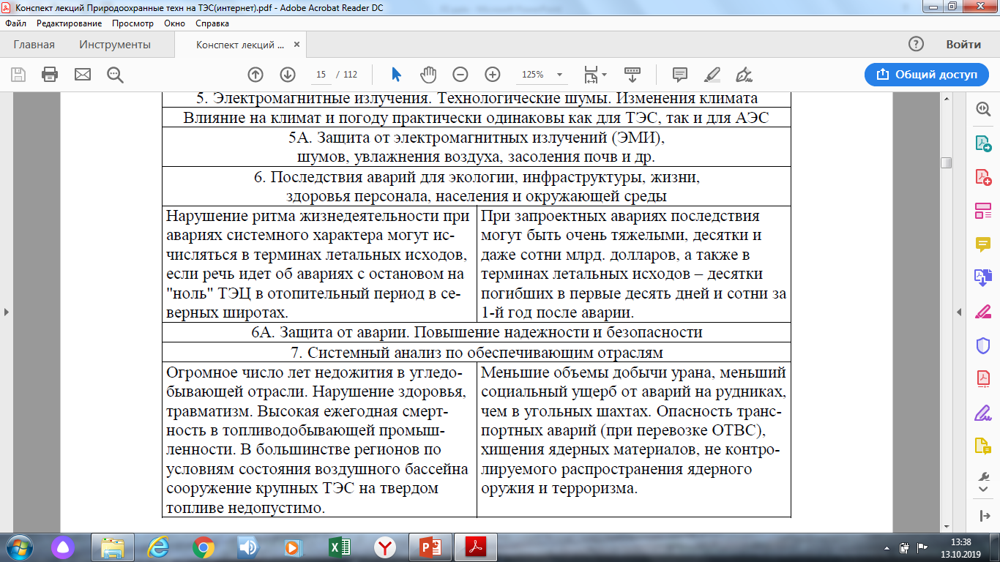 Конспект лекций Природоохранные техн на ТЭС(интернет).pdf - Adobe Acrobat Reader DC
Файл Редактирование Просмотр Окно Справка
Главная Инструменты Конспект лекций ... × Войти
15 / 112 125% Общий доступ
5. Электромагнитные излучения. Технологические шумы. Изменения климата
Влияние на климат и погоду практически одинаковы как для ТЭС, так и для АЭС
5А. Защита от электромагнитных излучений (ЭМИ),
шумов, увлажнения воздуха, засоления почв и др.
6. Последствия аварий для экологии, инфраструктуры, жизни,
здоровья персонала, населения и окружающей среды
Нарушение ритма жизнедеятельности при
авариях системного характера могут ис-
числяться в терминах летальных исходов,
если речь идет об авариях с остановом на
"ноль" ТЭЦ в отопительный период в се-
верных широтах.
При запроектных авариях последствия
могут быть очень тяжелыми, десятки и
даже сотни млрд. долларов, а также в
терминах летальных исходов – десятки
погибших в первые десять дней и сотни за
1-й год после аварии.
6А. Защита от аварии. Повышение надежности и безопасности
7. Системный анализ по обеспечивающим отраслям
Огромное число лет недожития в угледо-
бывающей отрасли. Нарушение здоровья,
травматизм. Высокая ежегодная смерт-
ность в топливодобывающей промыш-
ленности. В большинстве регионов по
условиям состояния воздушного бассейна
сооружение крупных ТЭС на твердом
топливе недопустимо.
Меньшие объемы добычи урана, меньший
социальный ущерб от аварий на рудниках,
чем в угольных шахтах. Опасность транс-
портных аварий (при перевозке ОТВС),
хищения ядерных материалов, не контро-
лируемого распространения ядерного
оружия и терроризма.
13:38
13.10.2019